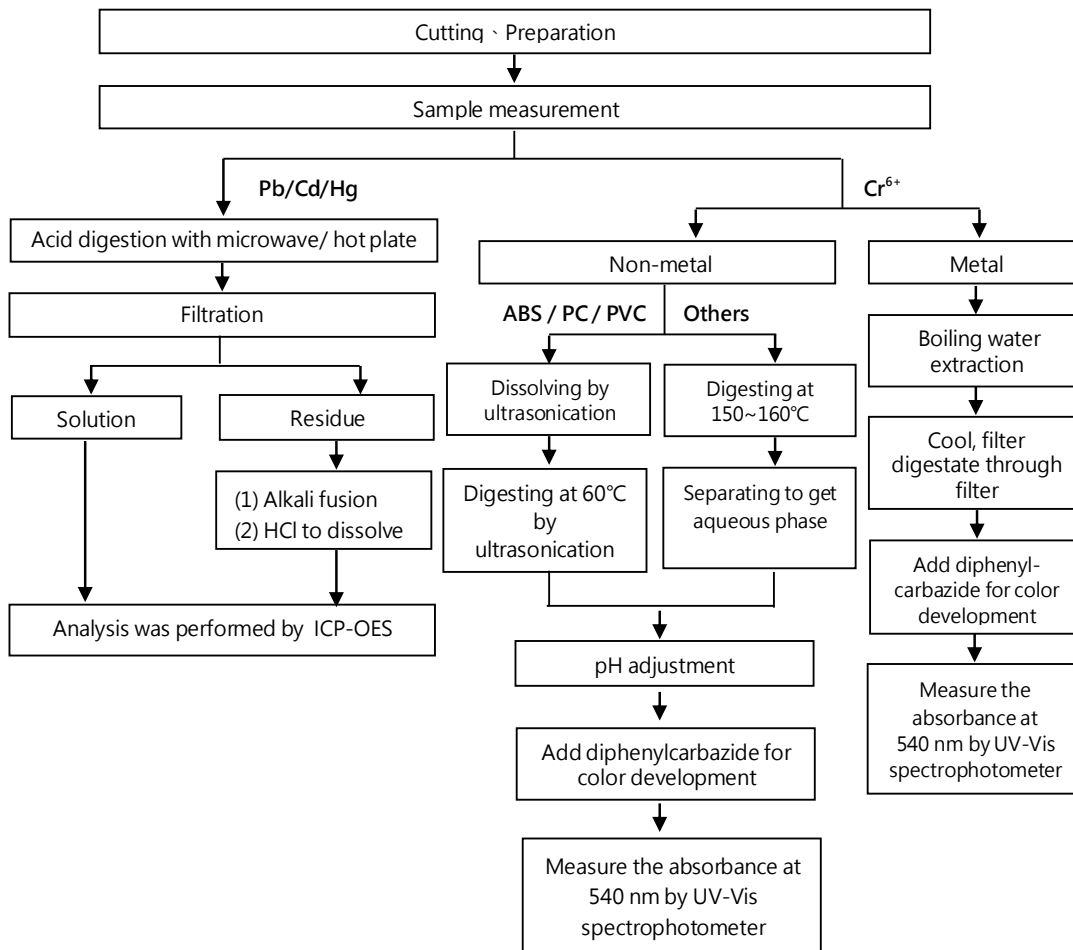 Cutting、Preparation
Sample measurement
Pb/Cd/Hg
Cr⁶⁺
Acid digestion with microwave/ hot plate
Filtration
Solution
Residue
(1) Alkali fusion
(2) HCl to dissolve
Analysis was performed by ICP-OES
Non-metal
ABS / PC / PVC
Others
Dissolving by
ultrasonication
Digesting at
150~160℃
Digesting at 60℃
by
ultrasonication
Separating to get
aqueous phase
pH adjustment
Add diphenylcarbazide for
color development
Measure the absorbance at
540 nm by UV-Vis
spectrophotometer
Metal
Boiling water
extraction
Cool, filter
digestate through
filter
Add diphenyl-
carbazide for color
development
Measure the
absorbance at
540 nm by UV-Vis
spectrophotometer